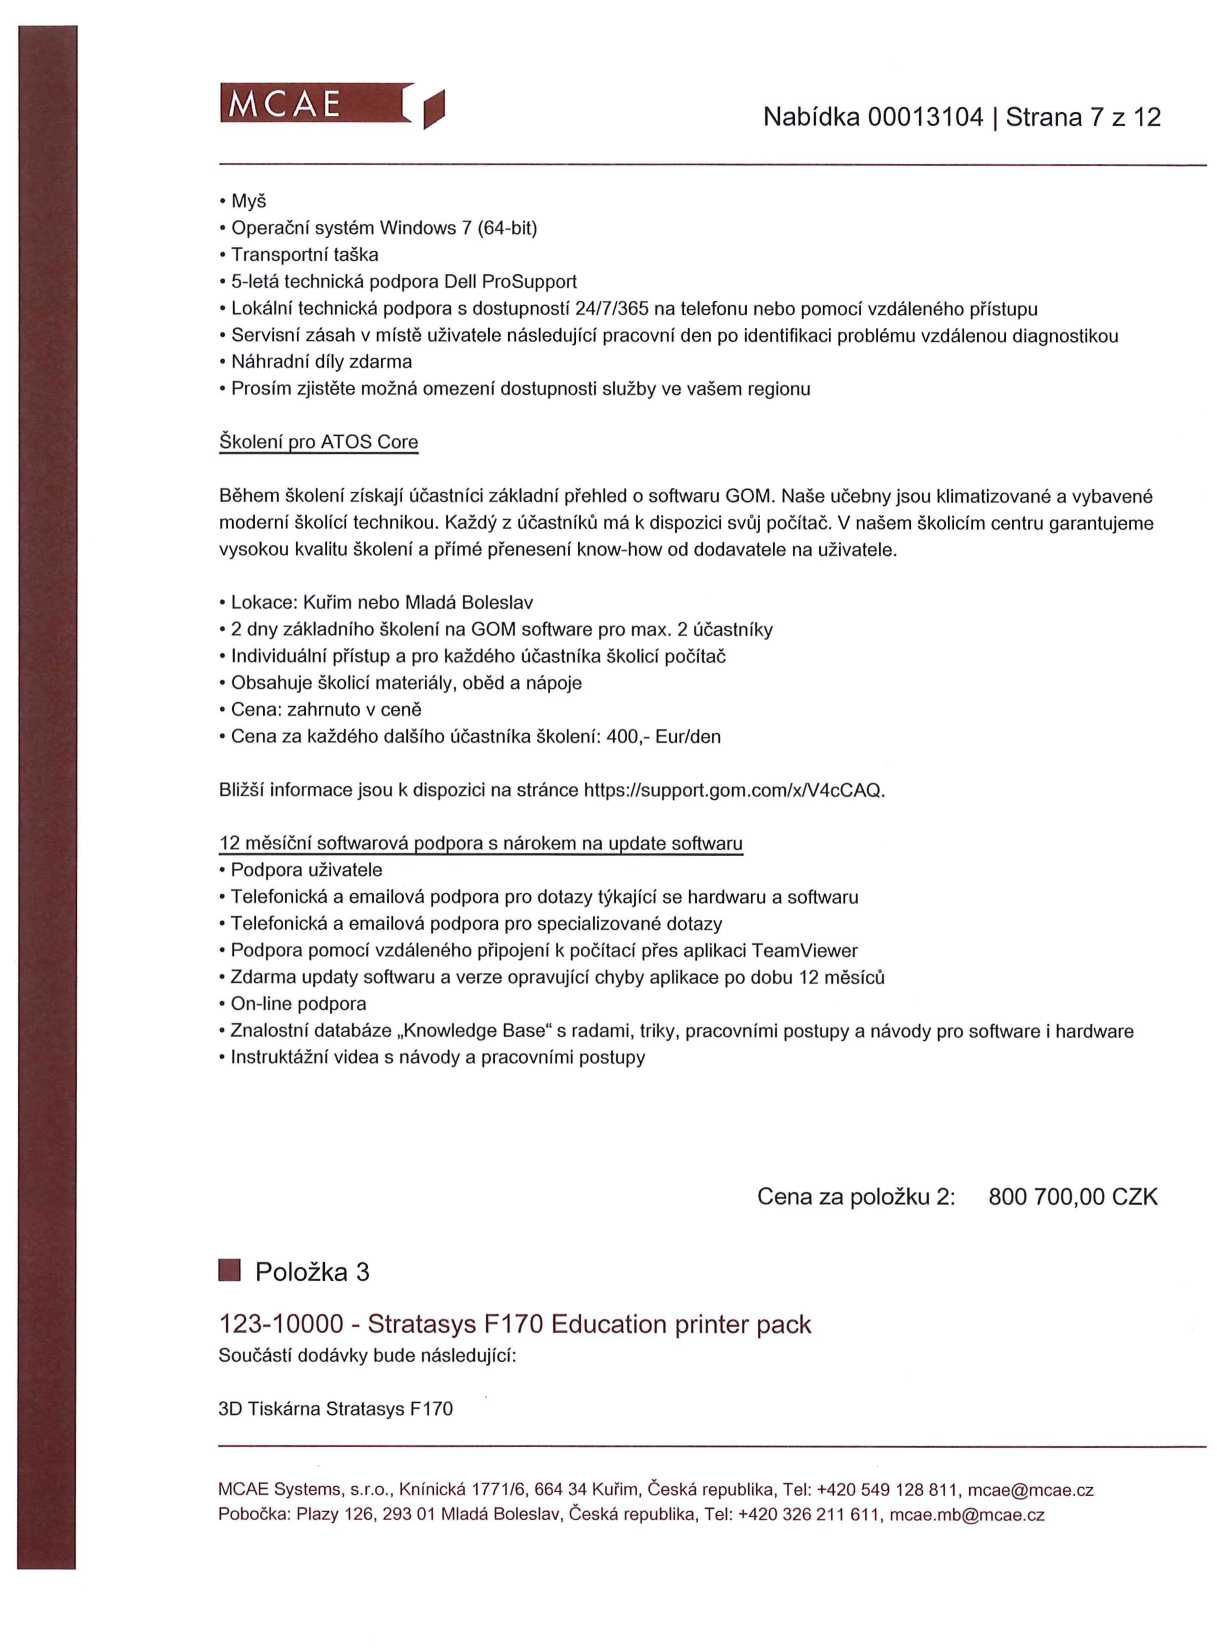 MCAE
Nabídka 00013104 | Strana 7 z 12
• Myš
• Operační systém Windows 7 (64-bit)
• Transportní taška
• 5-letá technická podpora Dell ProSupport
• Lokální technická podpora s dostupností 24/7/365 na telefonu nebo pomocí vzdáleného přístupu
• Servisní zásah v místě uživatele následující pracovní den po identifikaci problému vzdálenou diagnostikou
• Náhradní díly zdarma
• Prosím zjistěte možná omezení dostupnosti služby ve vašem regionu
Školení pro ATOS Core
Během školení získají účastníci základní přehled o softwaru GOM. Naše učebny jsou klimatizované a vybavené
moderní školící technikou. Každý z účastníků má k dispozici svůj počítač. V našem školicím centru garantujeme
vysokou kvalitu školení a přímé přenesení know-how od dodavatele na uživatele.
• Lokace: Kuřim nebo Mladá Boleslav
• 2 dny základního školení na GOM software pro max. 2 účastníky
• Individuální přístup a pro každého účastníka školicí počítač
• Obsahuje školicí materiály, oběd a nápoje
• Cena: zahrnuto v ceně
• Cena za každého dalšího účastníka školení: 400,- Eur/den
Bližší informace jsou k dispozici na stránce https://support.gom.com/x/V4cCAQ.
12 měsíční softwarová podpora s nárokem na update softwaru
• Podpora uživatele
• Telefonická a emailová podpora pro dotazy týkající se hardwaru a softwaru
• Telefonická a emailová podpora pro specializované dotazy
• Podpora pomocí vzdáleného připojení k počítací přes aplikaci TeamViewer
• Zdarma updaty softwaru a verze opravující chyby aplikace po dobu 12 měsíců
• On-line podpora
• Znalostní databáze „Knowledge Base“ s radami, triky, pracovními postupy a návody pro software i hardware
• Instruktážní videa s návody a pracovními postupy
Cena za položku 2: 800 700,00 CZK
Položka 3
123-10000 - Stratasys F170 Education printer pack
Součástí dodávky bude následující:
3D Tiskárna Stratasys F170
MCAE Systems, s.r.o., Knínická 1771/6, 664 34 Kuřim, Česká republika, Tel: +420 549 128 811, mcae@mcae.cz
Pobočka: Plazy 126, 293 01 Mladá Boleslav, Česká republika, Tel: +420 326 211 611, mcae.mb@mcae.cz